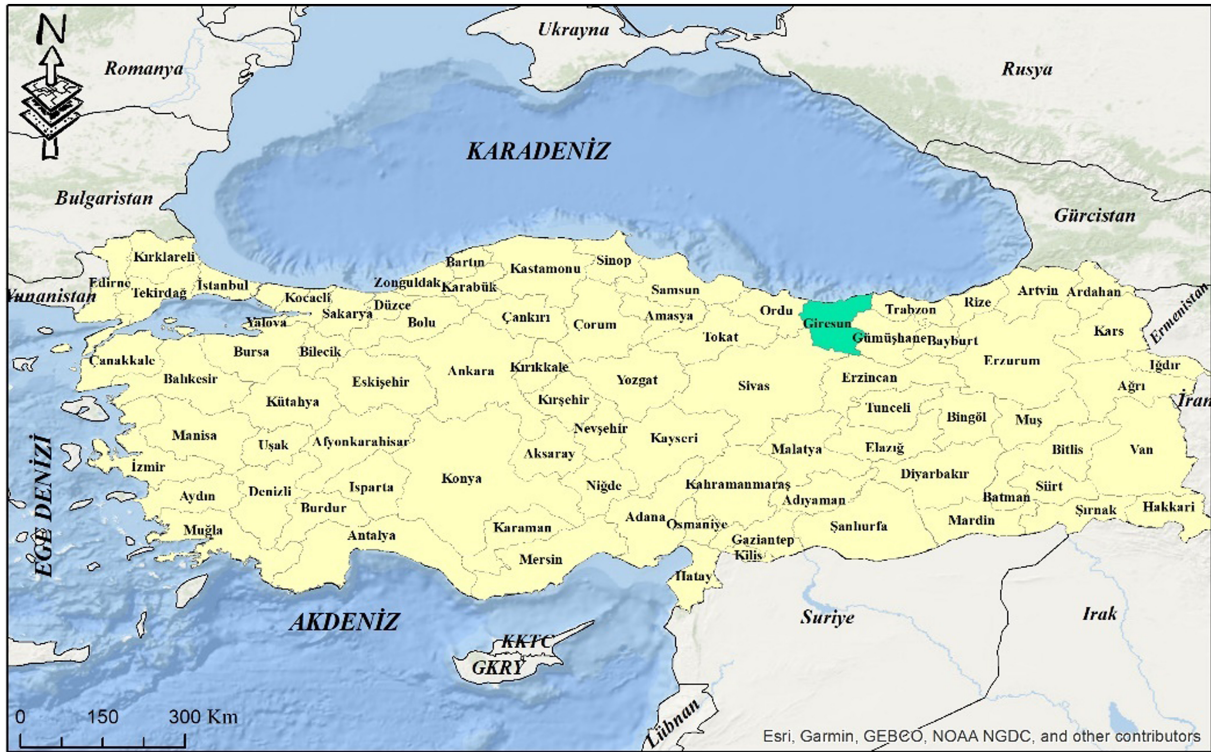 N
Ukrayna
Romanya
Rusya
KARADENİZ
Bulgaristan
Gürcistan
Kırklareli
Edirne
Tekirdağ
İstanbul
Yunanistan
Kocaeli
Yalova
Sakarya
Düzce
Zonguldak
Bartın
Karabük
Kastamonu
Sinop
Samsun
Bolu
Çankırı
Çorum
Amasya
Tokat
Ordu
Giresun
Trabzon
Gümüşhane
Bayburt
Rize
Artvin
Ardahan
Kars
Ermenistan
Erzurum
Iğdır
Ağrı
İran
Çanakkale
Balıkesir
Bursa
Bilecik
Kütahya
Eskişehir
Ankara
Kırıkkale
Kırşehir
Yozgat
Sivas
Erzincan
Tunceli
Bingöl
Muş
Bitlis
Van
Manisa
Uşak
Afyonkarahisar
Nevşehir
Aksaray
Kayseri
Malatya
Elazığ
Diyarbakır
Batman
Siirt
Şırnak
Hakkari
EGE DENİZİ
İzmir
Aydın
Denizli
Isparta
Burdur
Konya
Niğde
Kahramanmaraş
Adıyaman
Mardin
Şanlıurfa
Muğla
Antalya
Karaman
Mersin
Adana
Osmaniye
Gaziantep
Kilis
Hatay
AKDENİZ
KKTC
GKRY
Suriye
Irak
Lübnan
0 150 300 Km
Esri, Garmin, GEBCO, NOAA NGDC, and other contributors